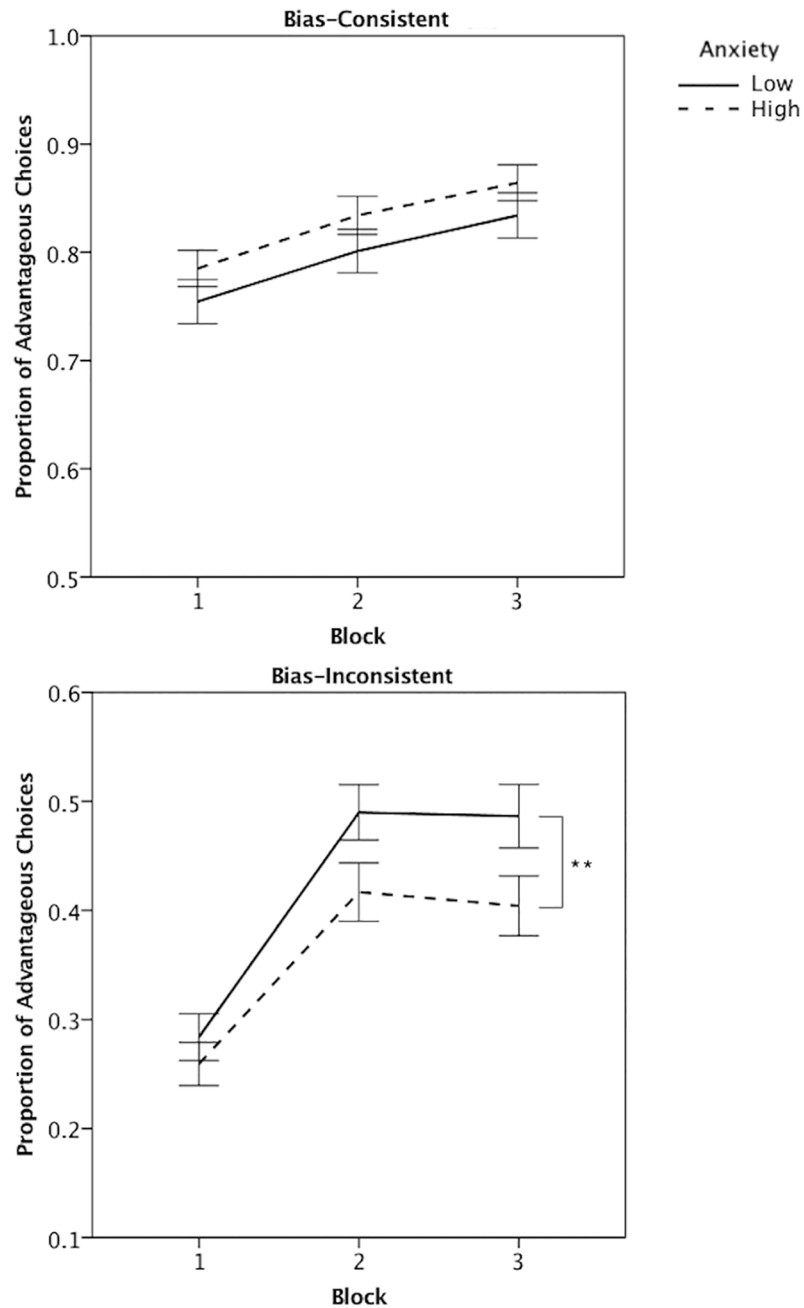 Bias-Consistent
Anxiety
Low
High
Proportion of Advantageous Choices
1.0
0.9
0.8
0.7
0.6
0.5
1 2 3
Block
Bias-Inconsistent
Proportion of Advantageous Choices
0.6
0.5
0.4
0.3
0.2
0.1
**
1 2 3
Block